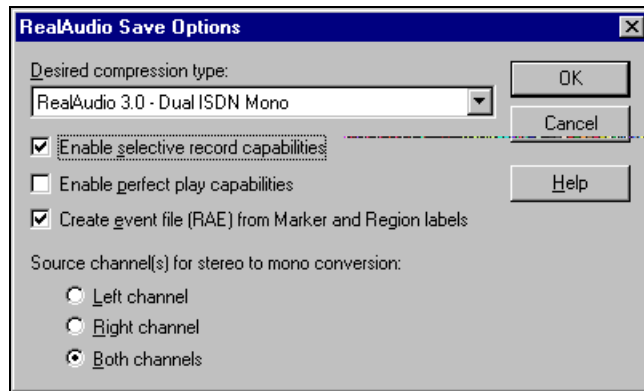 RealAudio Save Options
Desired compression type:
RealAudio 3.0 - Dual ISDN Mono
OK
Cancel
Enable selective record capabilities
Enable perfect play capabilities
Help
Create event file (RAE) from Marker and Region labels
Source channel(s) for stereo to mono conversion:
Left channel
Right channel
Both channels